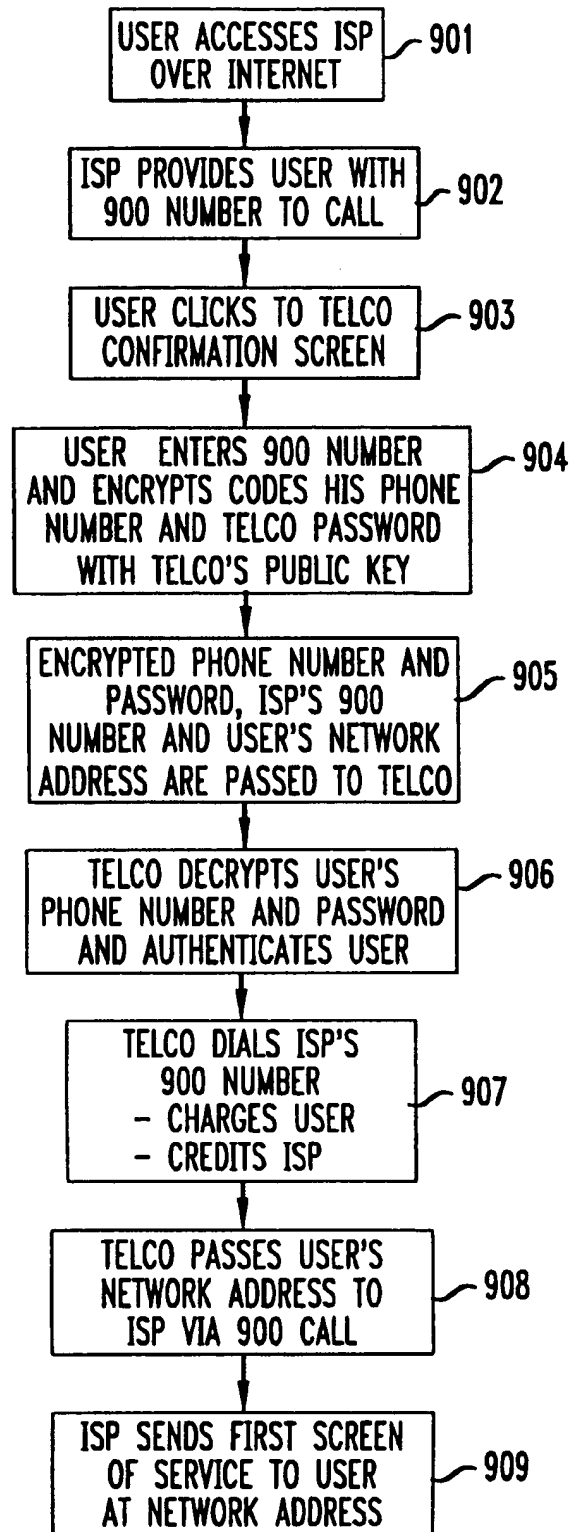 USER ACCESSES ISP
OVER INTERNET
901
ISP PROVIDES USER WITH
900 NUMBER TO CALL
902
USER CLICKS TO TELCO
CONFIRMATION SCREEN
903
USER ENTERS 900 NUMBER
AND ENCRYPTS CODES HIS PHONE
NUMBER AND TELCO PASSWORD
WITH TELCO'S PUBLIC KEY
904
ENCRYPTED PHONE NUMBER AND
PASSWORD, ISP'S 900
NUMBER AND USER'S NETWORK
ADDRESS ARE PASSED TO TELCO
905
TELCO DECRYPTS USER'S
PHONE NUMBER AND PASSWORD
AND AUTHENTICATES USER
906
TELCO DIALS ISP'S
900 NUMBER
- CHARGES USER
- CREDITS ISP
907
TELCO PASSES USER'S
NETWORK ADDRESS TO
ISP VIA 900 CALL
908
ISP SENDS FIRST SCREEN
OF SERVICE TO USER
AT NETWORK ADDRESS
909